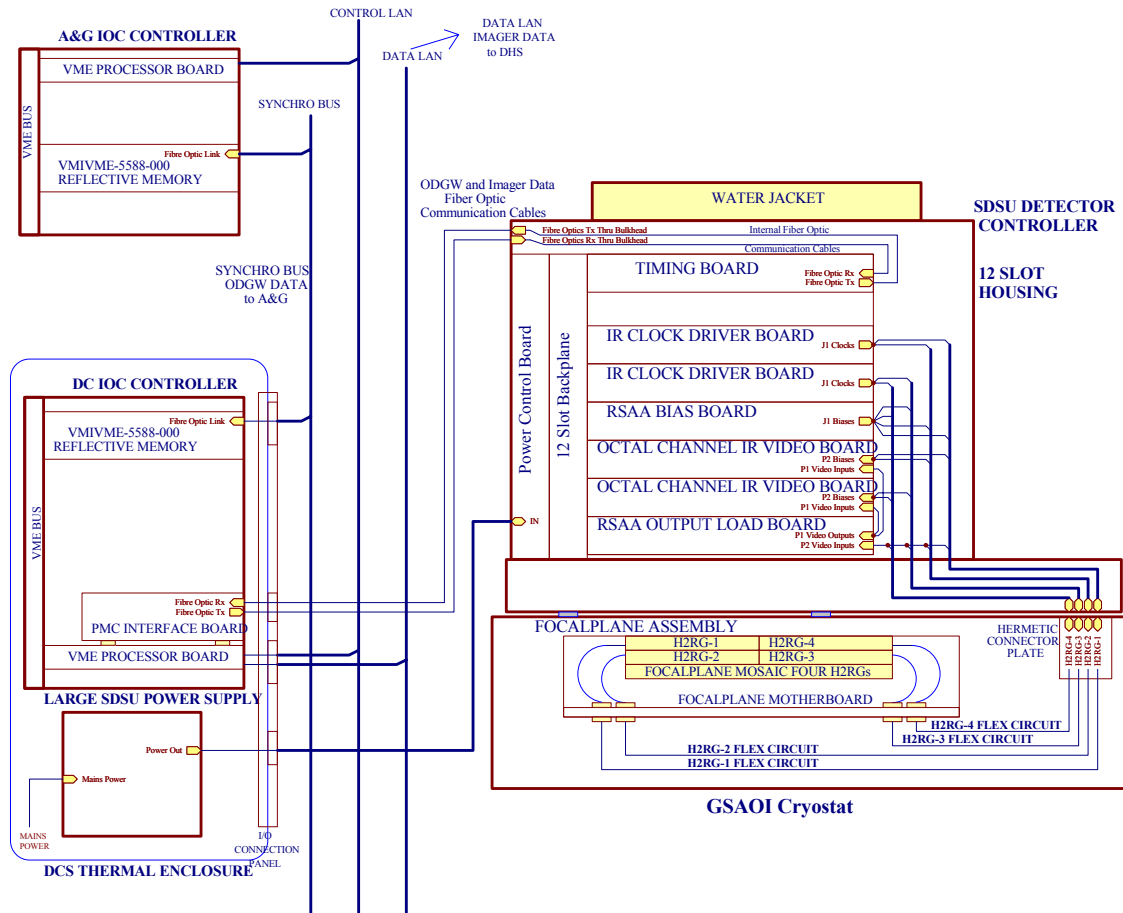 CONTROL LAN
DATA LAN
IMAGER DATA
to DHS
DATA LAN
A&G IOC CONTROLLER
VME PROCESSOR BOARD
VME BUS
Fibre Optic Link
VMIVME-5588-000
REFLECTIVE MEMORY
SYNCHRO BUS
SYNCHRO BUS
ODGW DATA
to A&G
ODGW and Imager Data
Fiber Optic
Communication Cables
WATER JACKET
SDSU DETECTOR
CONTROLLER
12 SLOT
HOUSING
Fibre Optics Tx Thru Bulkhead
Fibre Optics Rx Thru Bulkhead
Internal Fiber Optic
Communication Cables
Power Control Board
12 Slot Backplane
IN
TIMING BOARD
Fibre Optic Rx
Fibre Optic Tx
IR CLOCK DRIVER BOARD
J1 Clocks
IR CLOCK DRIVER BOARD
J1 Clocks
RSAA BIAS BOARD
J1 Biases
OCTAL CHANNEL IR VIDEO BOARD
P2 Biases
P1 Video Inputs
OCTAL CHANNEL IR VIDEO BOARD
P2 Biases
P1 Video Inputs
RSAA OUTPUT LOAD BOARD
P1 Video Outputs
P2 Video Inputs
DC IOC CONTROLLER
VME BUS
Fibre Optic Link
VMIVME-5588-000
REFLECTIVE MEMORY
Fibre Optic Rx
Fibre Optic Tx
PMC INTERFACE BOARD
VME PROCESSOR BOARD
LARGE SDSU POWER SUPPLY
Power Out
Mains Power
MAINS
POWER
I/O
CONNECTION
PANEL
DCS THERMAL ENCLOSURE
FOCALPLANE ASSEMBLY
H2RG-1
H2RG-4
H2RG-2
H2RG-3
FOCALPLANE MOSAIC FOUR H2RGs
FOCALPLANE MOTHERBOARD
HERMETIC
CONNECTOR
PLATE
H2RG-4
H2RG-3
H2RG-2
H2RG-1
H2RG-4 FLEX CIRCUIT
H2RG-3 FLEX CIRCUIT
H2RG-2 FLEX CIRCUIT
H2RG-1 FLEX CIRCUIT
GSAOI Cryostat